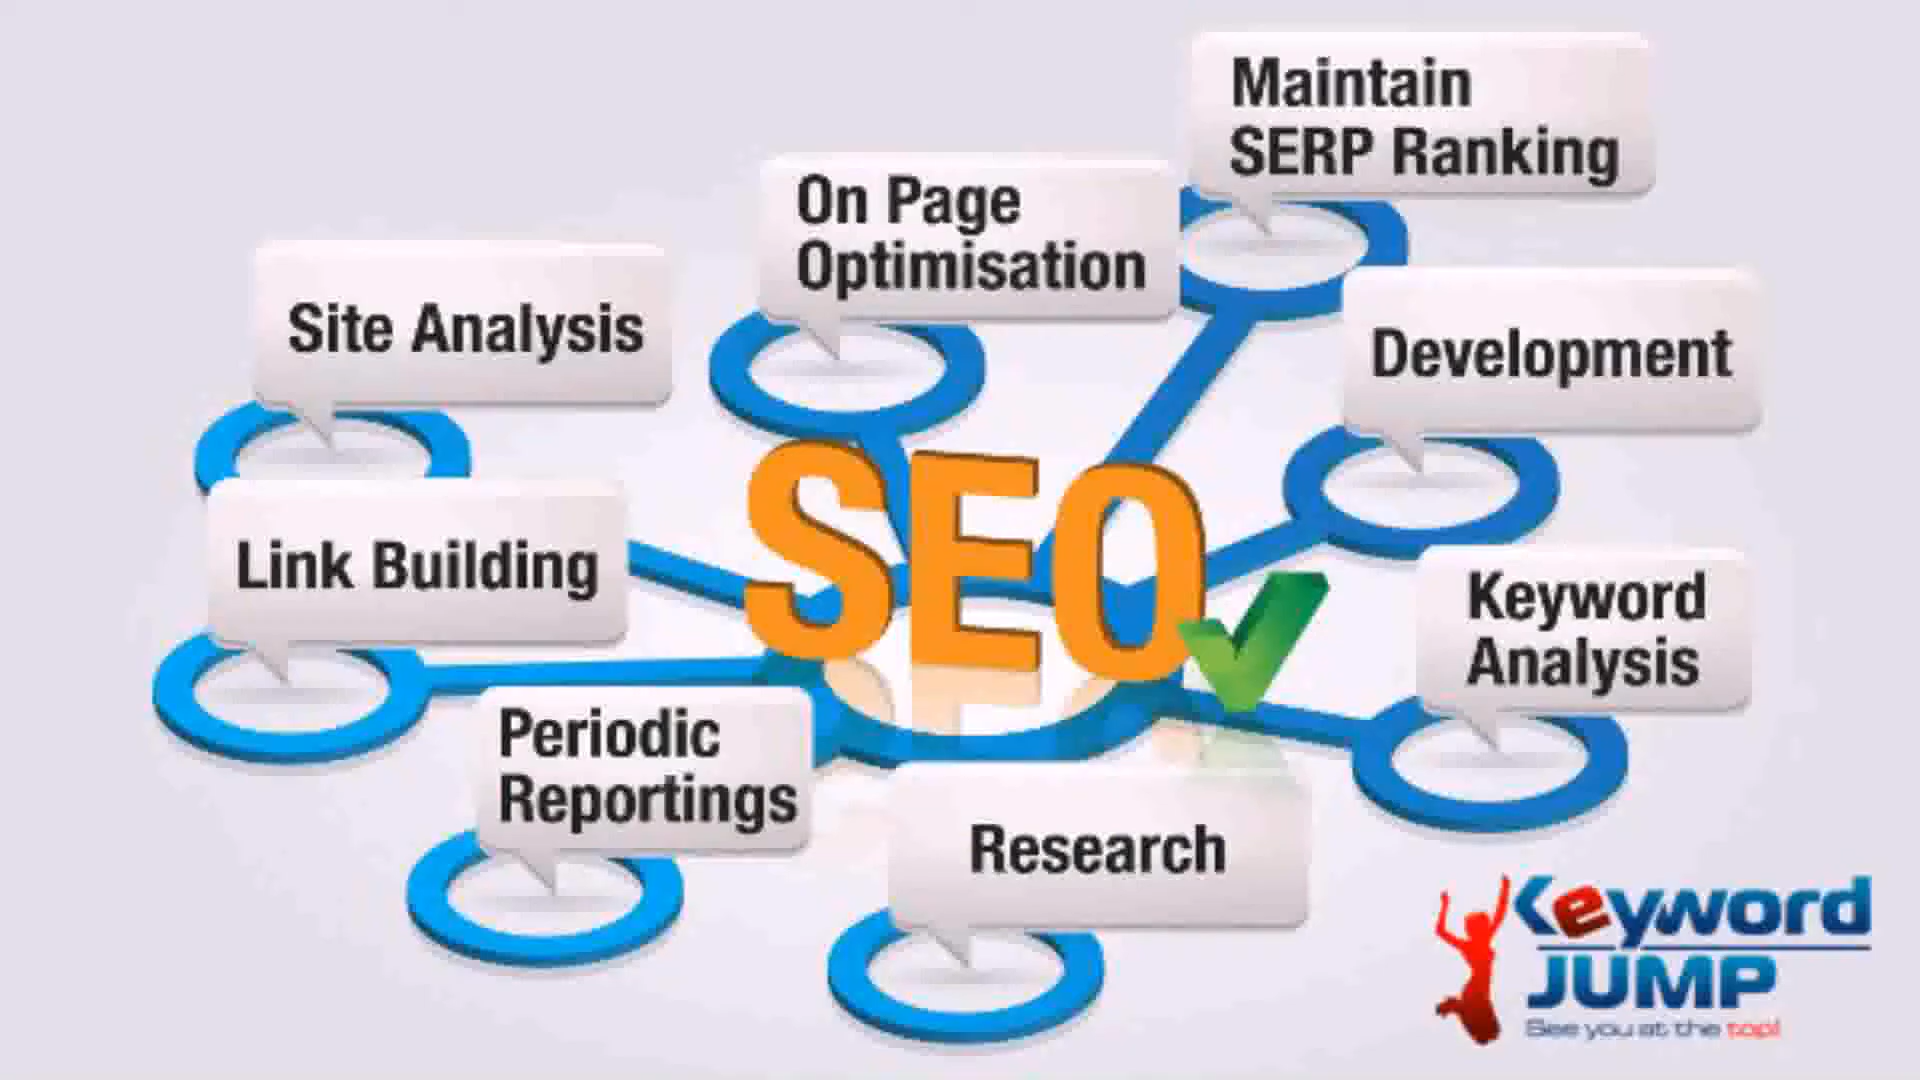 Maintain
SERP Ranking
On Page
Optimisation
Site Analysis
Development
Link Building
SEO
Keyword
Analysis
Periodic
Reportings
Research
Keyword
JUMP
See you at the top!